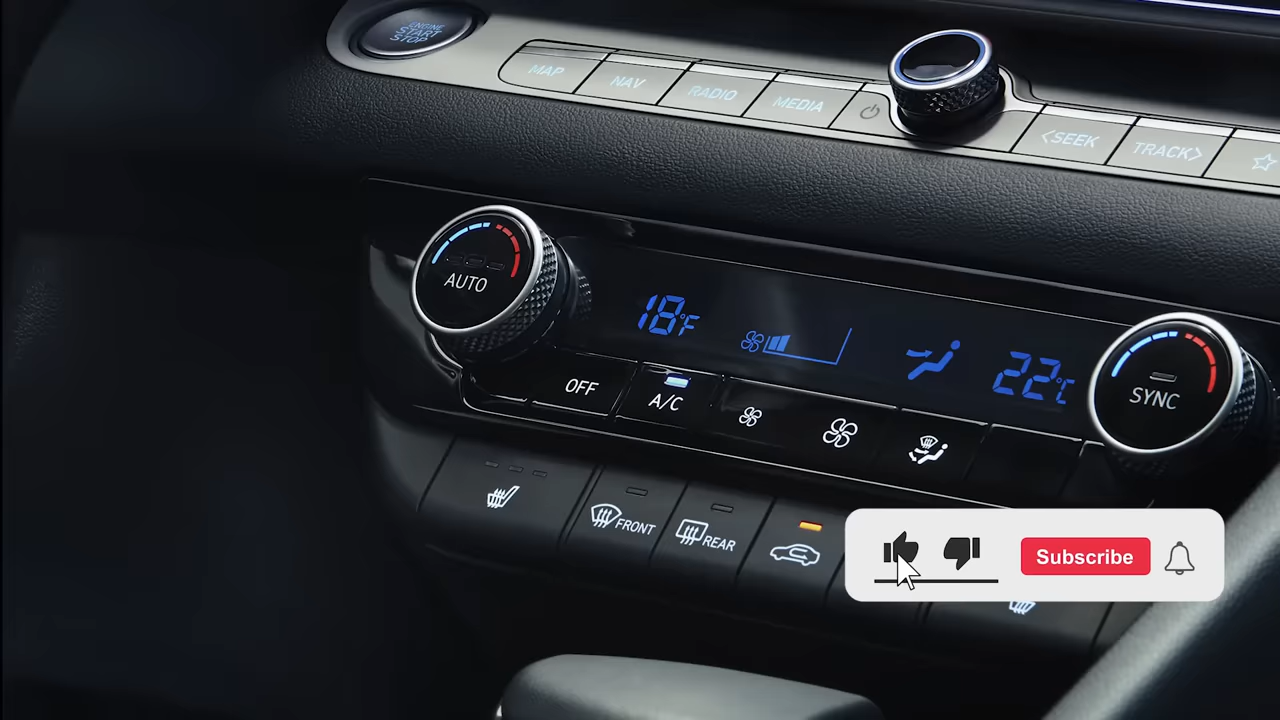 ENGINE
START
STOP
MAP
NAV
RADIO
MEDIA
<SEEK
TRACK>
AUTO
18°F
22°C
SYNC
OFF
A/C
FRONT
REAR
Subscribe